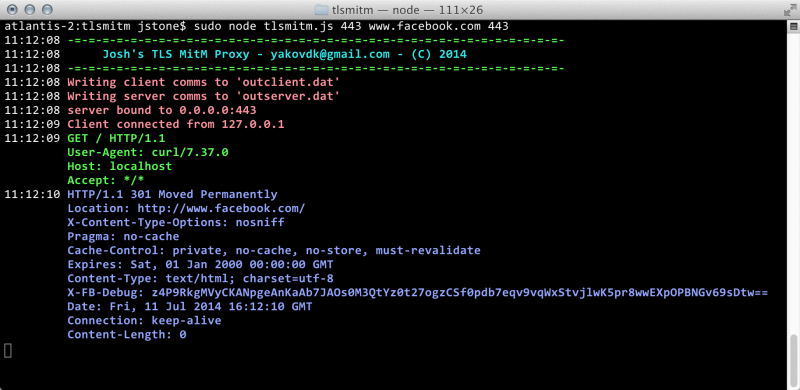 tlsmitm — node — 111×26
atlantis-2:tlsmitm jstone$ sudo node tlsmitm.js 443 www.facebook.com 443
11:12:08 -=-=-=-=-=-=-=-=-=-=-=-=-=-=-=-=-=-=-=-=-=-=-=-=-=-=-=-=-=-=-=-=-=-=-=-
11:12:08      Josh's TLS MitM Proxy - yakovdk@gmail.com - (C) 2014
11:12:08 -=-=-=-=-=-=-=-=-=-=-=-=-=-=-=-=-=-=-=-=-=-=-=-=-=-=-=-=-=-=-=-=-=-=-=-
11:12:08 Writing client comms to 'outclient.dat'
11:12:08 Writing server comms to 'outserver.dat'
11:12:08 server bound to 0.0.0.0:443
11:12:09 Client connected from 127.0.0.1
11:12:09 GET / HTTP/1.1
User-Agent: curl/7.37.0
Host: localhost
Accept: */*
11:12:10 HTTP/1.1 301 Moved Permanently
Location: http://www.facebook.com/
X-Content-Type-Options: nosniff
Pragma: no-cache
Cache-Control: private, no-cache, no-store, must-revalidate
Expires: Sat, 01 Jan 2000 00:00:00 GMT
Content-Type: text/html; charset=utf-8
X-FB-Debug: z4P9RkgMVyCKANpgeAnKaAb7JAOs0M3QtYz0t27ogzCSf0pdb7eqv9vqWxStvjlwK5pr8wwEXpOPBNGv69sDtw==
Date: Fri, 11 Jul 2014 16:12:10 GMT
Connection: keep-alive
Content-Length: 0